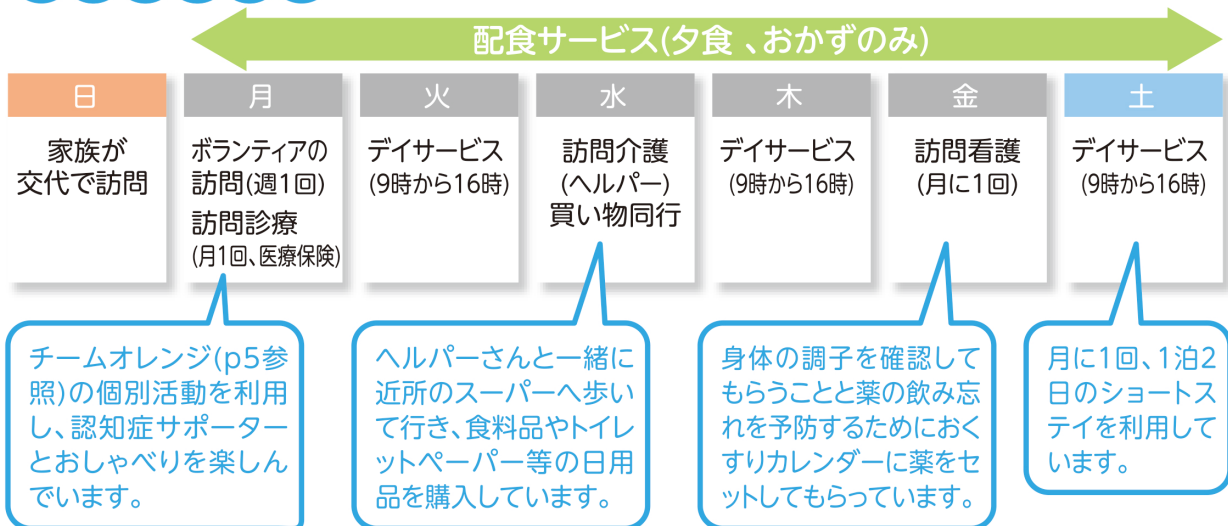 配食サービス(夕食、おかずのみ)
日
家族が
交代で訪問
月
ボランティアの
訪問(週1回)
訪問診療
(月1回、医療保険)
火
デイサービス
(9時から16時)
水
訪問介護
(ヘルパー)
買い物同行
木
デイサービス
(9時から16時)
金
訪問看護
(月に1回)
土
デイサービス
(9時から16時)
チームオレンジ(p5参
照)の個別活動を利用
し、認知症サポーター
とおしゃべりを楽しん
でいます。
ヘルパーさんと一緒に
近所のスーパーへ歩い
て行き、食料品やトイレ
ットペーパー等の日用
品を購入しています。
身体の調子を確認して
もらうことと薬の飲み忘
れを予防するためにおく
すりカレンダーに薬をセ
ットしてもらっています。
月に1回、1泊2
日のショートス
テイを利用して
います。